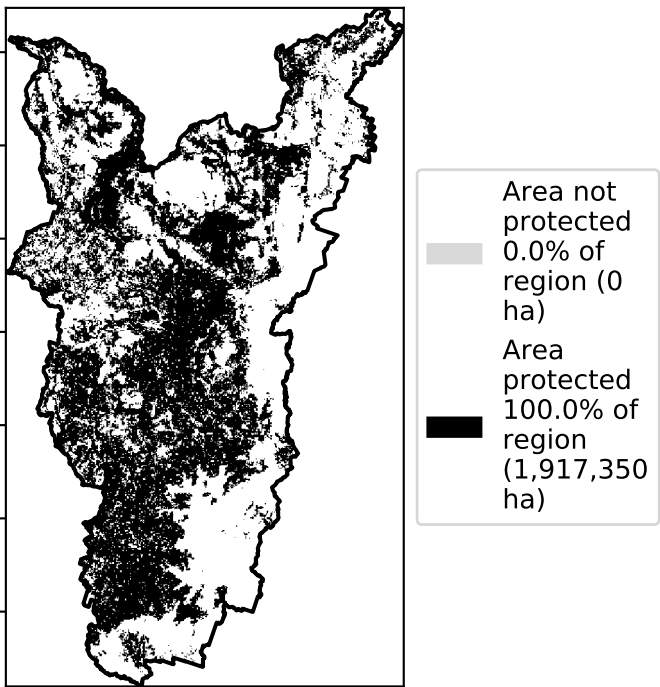 Area not
protected
0.0% of
region (0
ha)
Area
protected
100.0% of
region
(1,917,350
ha)